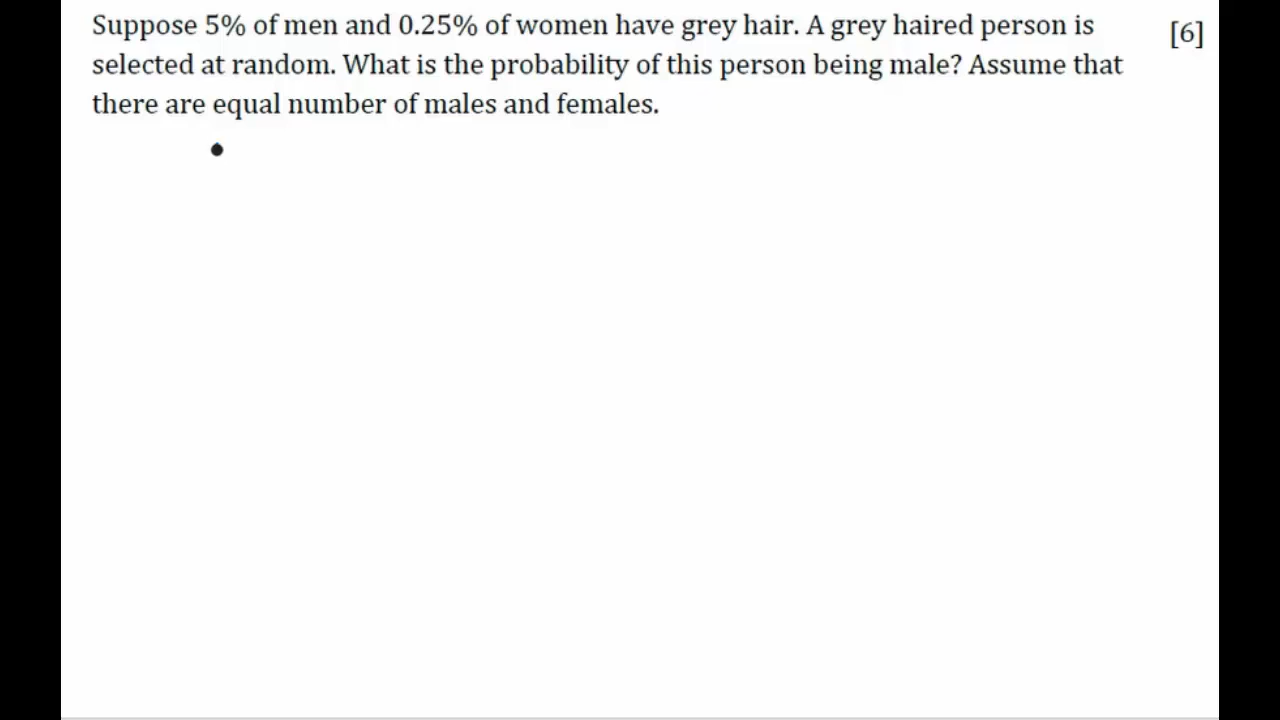 Suppose 5% of men and 0.25% of women have grey hair. A grey haired person is [6]
selected at random. What is the probability of this person being male? Assume that
there are equal number of males and females.